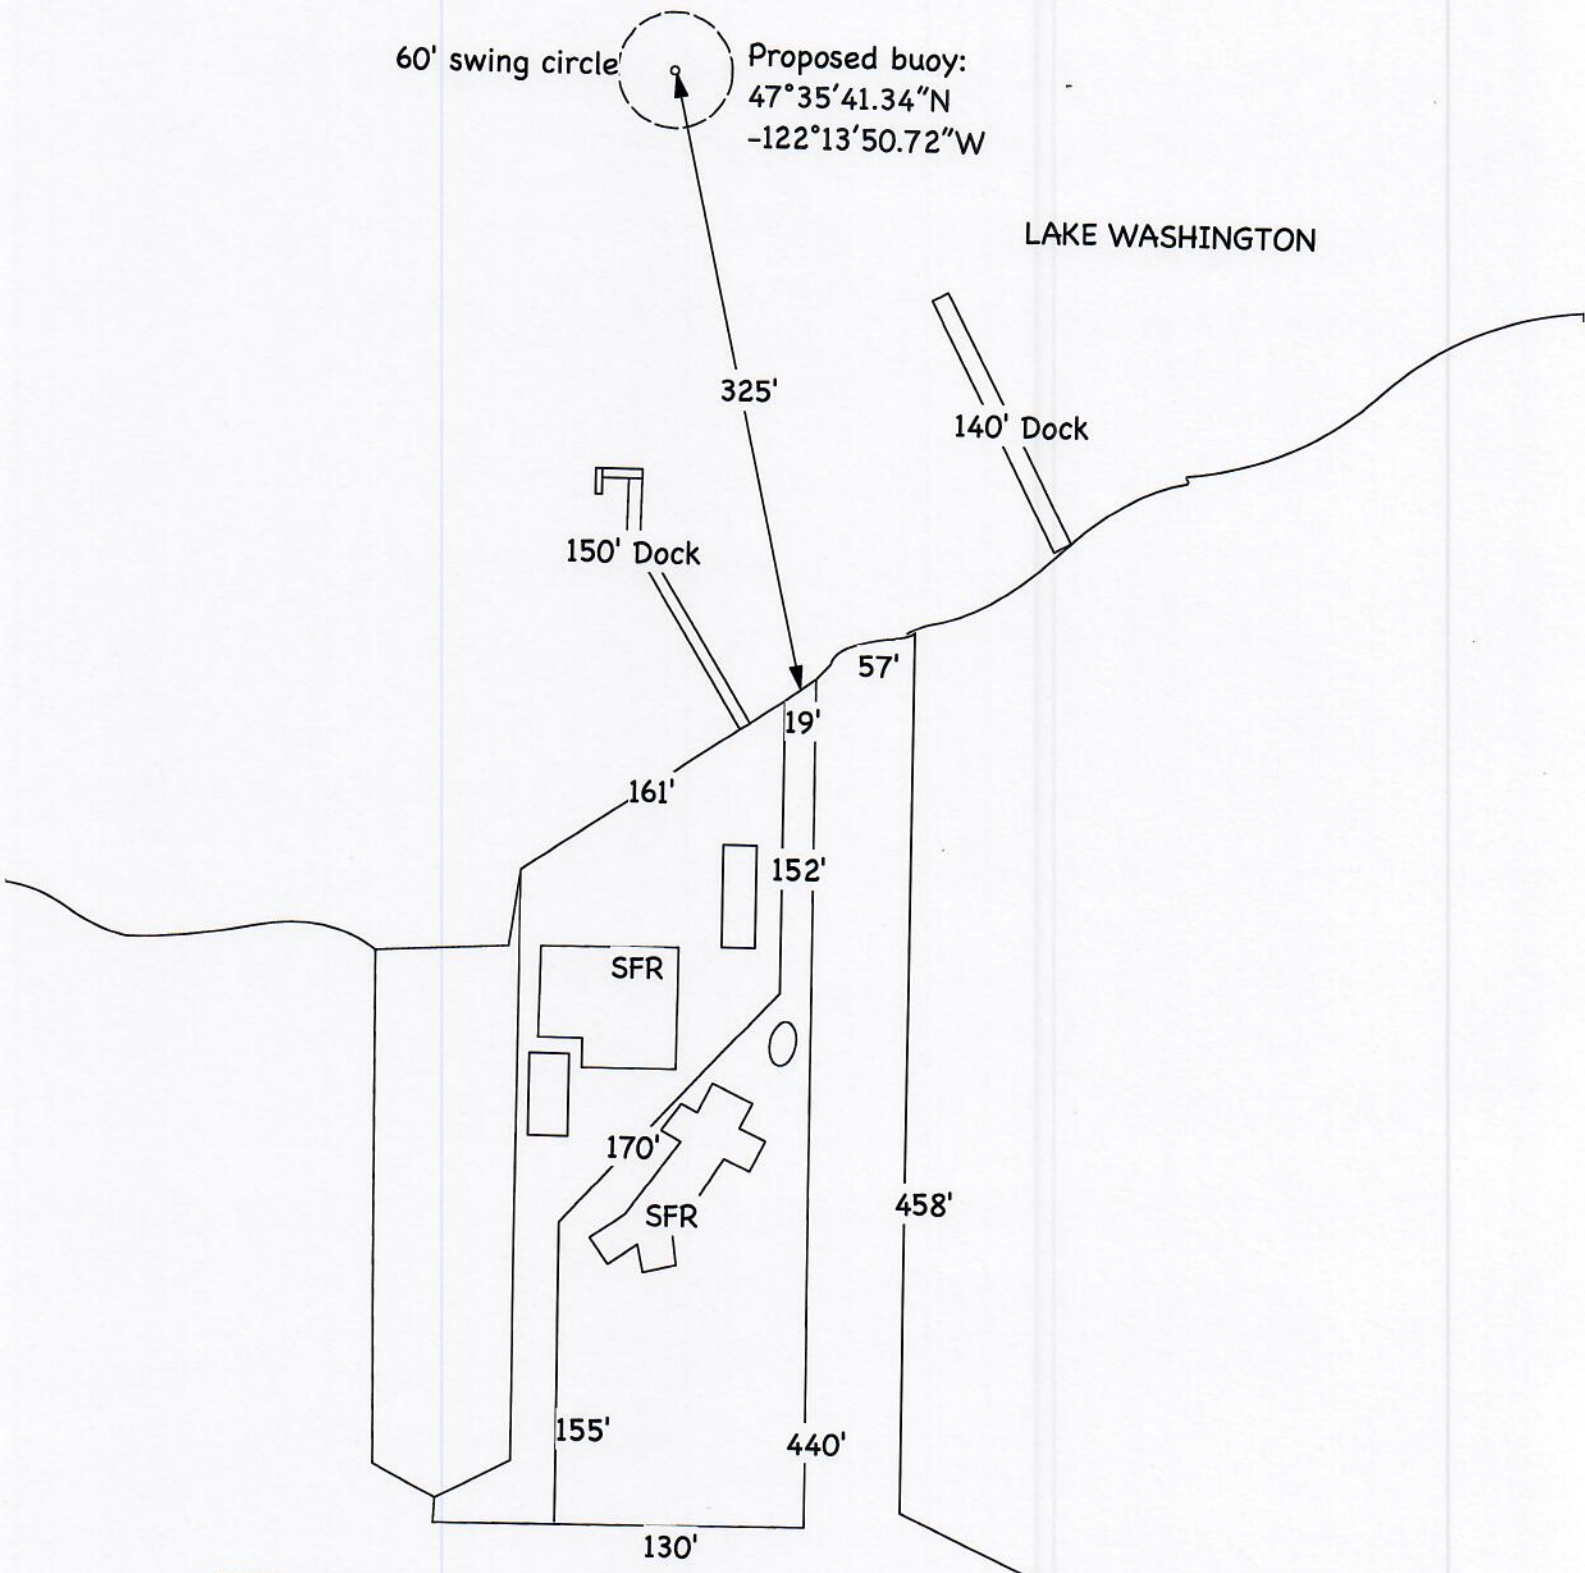 60' swing circle
Proposed buoy:
47°35'41.34"N
-122°13'50.72"W
LAKE WASHINGTON
325'
140' Dock
150' Dock
57'
19'
161'
152'
SFR
170'
458'
SFR
155'
440'
130'